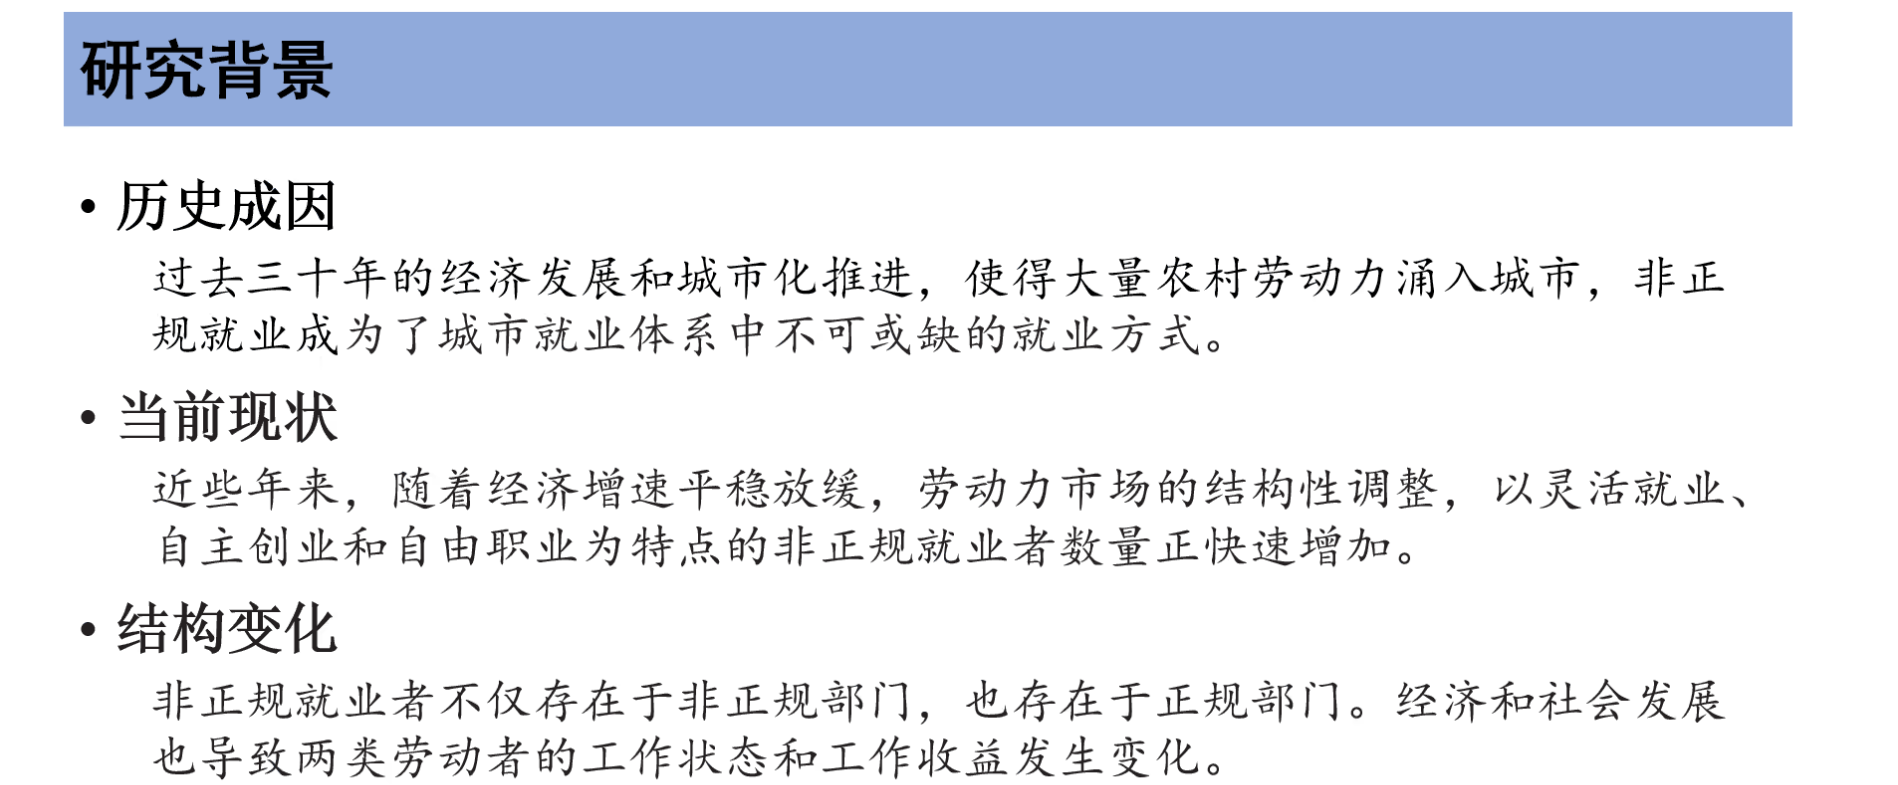 研究背景
• 历史成因
过去三十年的经济发展和城市化推进，使得大量农村劳动力涌入城市，非正
规就业成为了城市就业体系中不可或缺的就业方式。
• 当前现状
近些年来，随着经济增速平稳放缓，劳动力市场的结构性调整，以灵活就业、
自主创业和自由职业为特点的非正规就业者数量正快速增加。
• 结构变化
非正规就业者不仅存在于非正规部门，也存在于正规部门。经济和社会发展
也导致两类劳动者的工作状态和工作收益发生变化。